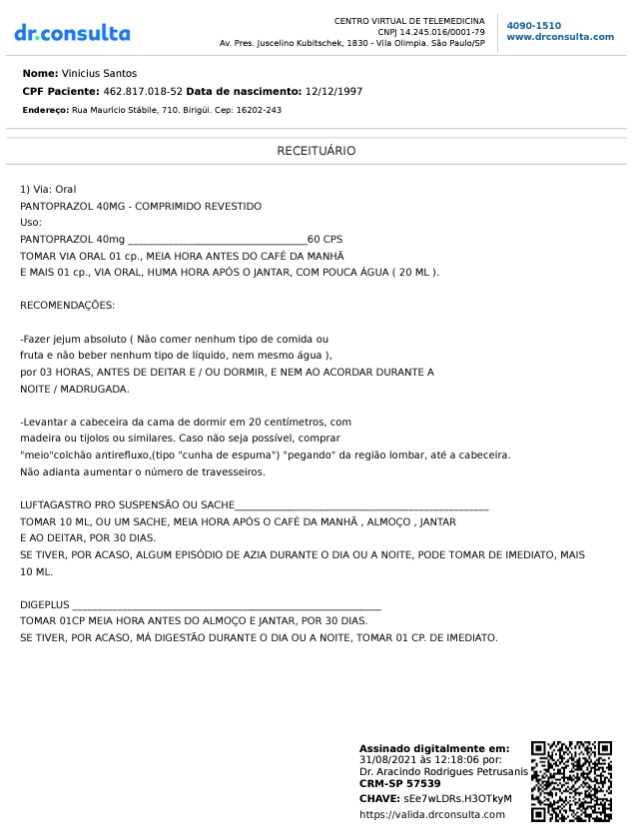 dr.consulta
CENTRO VIRTUAL DE TELEMEDICINA
CNPJ 14.245.016/0001-79
Av. Pres. Juscelino Kubitschek, 1830 - Vila Olimpia. São Paulo/SP
4090-1510
www.drconsulta.com
Nome: Vinicius Santos
CPF Paciente: 462.817.018-52 Data de nascimento: 12/12/1997
Endereço: Rua Maurício Stábile, 710. Birigüi. Cep: 16202-243
RECEITUÁRIO
1) Via: Oral
PANTOPRAZOL 40MG - COMPRIMIDO REVESTIDO
Uso:
PANTOPRAZOL 40mg ___________________________________60 CPS
TOMAR VIA ORAL 01 cp., MEIA HORA ANTES DO CAFÉ DA MANHÃ
E MAIS 01 cp., VIA ORAL, HUMA HORA APÓS O JANTAR, COM POUCA ÁGUA ( 20 ML ).
RECOMENDAÇÕES:
-Fazer jejum absoluto ( Não comer nenhum tipo de comida ou
fruta e não beber nenhum tipo de líquido, nem mesmo água ),
por 03 HORAS, ANTES DE DEITAR E / OU DORMIR, E NEM AO ACORDAR DURANTE A
NOITE / MADRUGADA.
-Levantar a cabeceira da cama de dormir em 20 centímetros, com
madeira ou tijolos ou similares. Caso não seja possível, comprar
"meio"colchão antirefluxo,(tipo "cunha de espuma") "pegando" da região lombar, até a cabeceira.
Não adianta aumentar o número de travesseiros.
LUFTAGASTRO PRO SUSPENSÃO OU SACHE__________________________________________________
TOMAR 10 ML, OU UM SACHE, MEIA HORA APÓS O CAFÉ DA MANHÃ , ALMOÇO , JANTAR
E AO DEITAR, POR 30 DIAS.
SE TIVER, POR ACASO, ALGUM EPISÓDIO DE AZIA DURANTE O DIA OU A NOITE, PODE TOMAR DE IMEDIATO, MAIS
10 ML.
DIGEPLUS ____________________________________________________________
TOMAR 01CP MEIA HORA ANTES DO ALMOÇO E JANTAR, POR 30 DIAS.
SE TIVER, POR ACASO, MÁ DIGESTÃO DURANTE O DIA OU A NOITE, TOMAR 01 CP. DE IMEDIATO.
Assinado digitalmente em:
31/08/2021 às 12:18:06 por:
Dr. Aracindo Rodrigues Petrusanis
CRM-SP 57539
CHAVE: sEe7wLDRs.H3OTkyM
https://valida.drconsulta.com